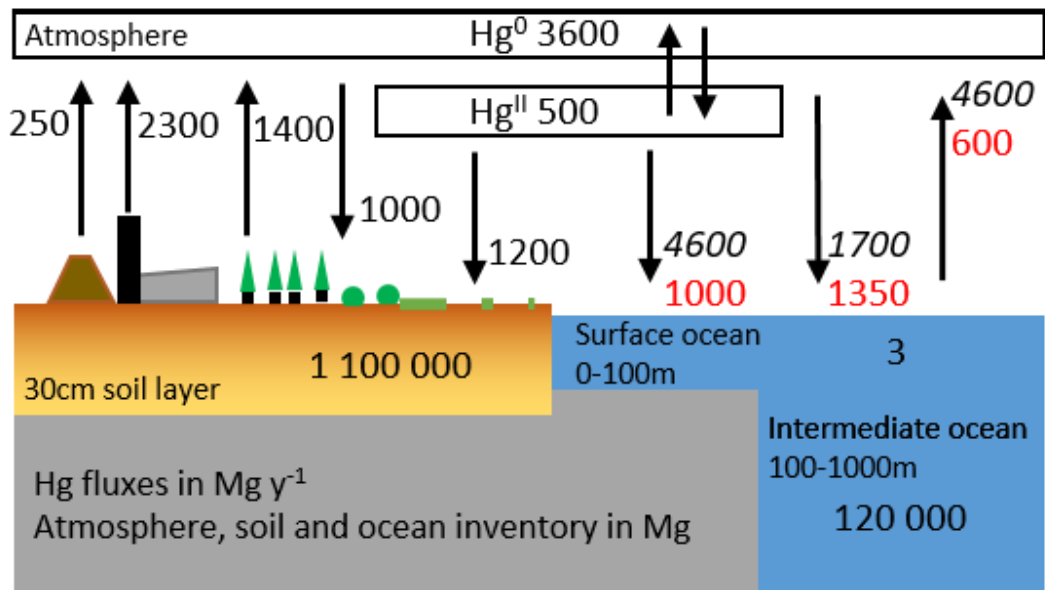 Atmosphere
Hg⁰ 3600
Hgᴵᴵ 500
250
2300
1400
1000
1200
4600
1000
1700
1350
4600
600
1 100 000
30cm soil layer
Surface ocean
0-100m
3
Intermediate ocean
100-1000m
120 000
Hg fluxes in Mg y⁻¹
Atmosphere, soil and ocean inventory in Mg